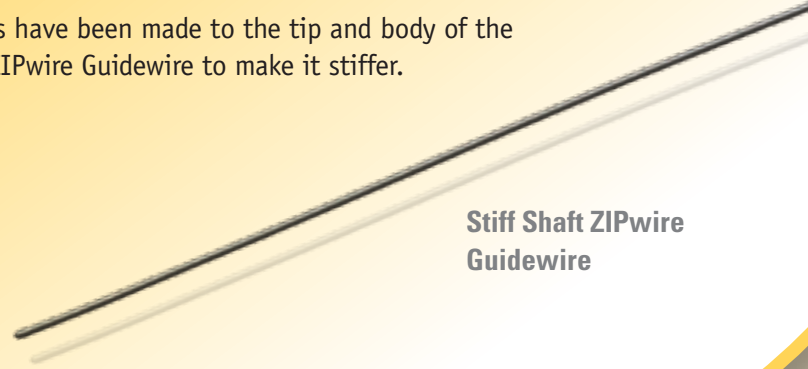 s have been made to the tip and body of the
IPwire Guidewire to make it stiffer.
Stiff Shaft ZIPwire
Guidewire